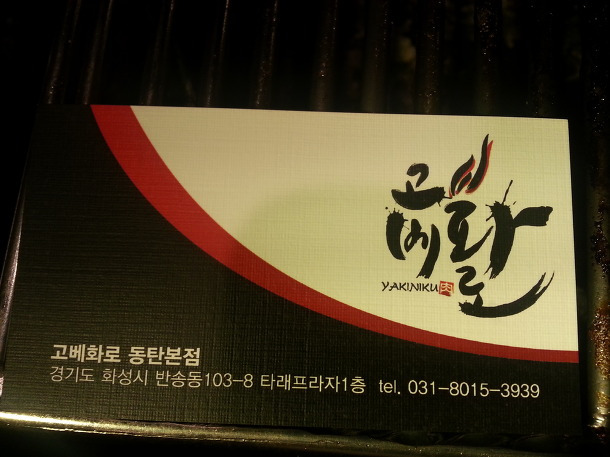 고베화로
YAKINIKU 肉
고베화로 동탄본점
경기도 화성시 반송동103-8 타래프라자1층 tel. 031-8015-3939